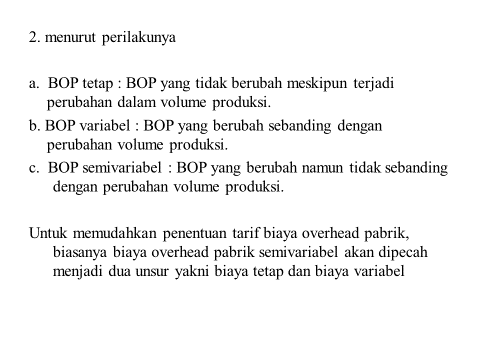 2. menurut perilakunya
a. BOP tetap : BOP yang tidak berubah meskipun terjadi
perubahan dalam volume produksi.
b. BOP variabel : BOP yang berubah sebanding dengan
perubahan volume produksi.
c. BOP semivariabel : BOP yang berubah namun tidak sebanding
dengan perubahan volume produksi.
Untuk memudahkan penentuan tarif biaya overhead pabrik,
biasanya biaya overhead pabrik semivariabel akan dipecah
menjadi dua unsur yakni biaya tetap dan biaya variabel